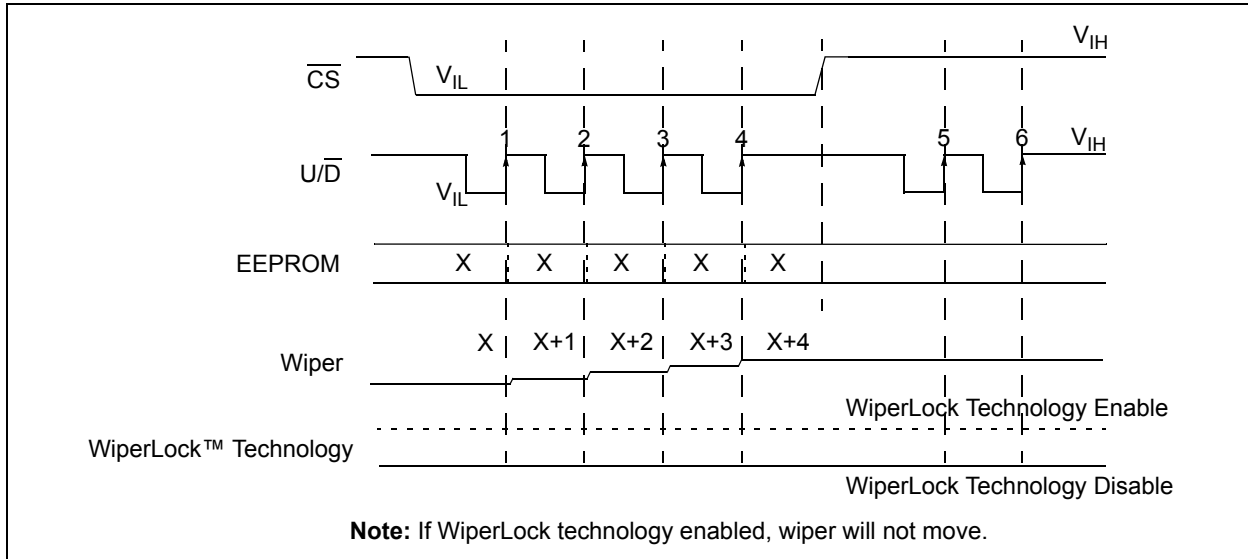 V_IH
CS V_IL
1 2 3 4 5 6 V_IH
U/D
V_IL
EEPROM X X X X X
X X+1 X+2 X+3 X+4
Wiper
WiperLock Technology Enable
WiperLock™ Technology
WiperLock Technology Disable
Note: If WiperLock technology enabled, wiper will not move.